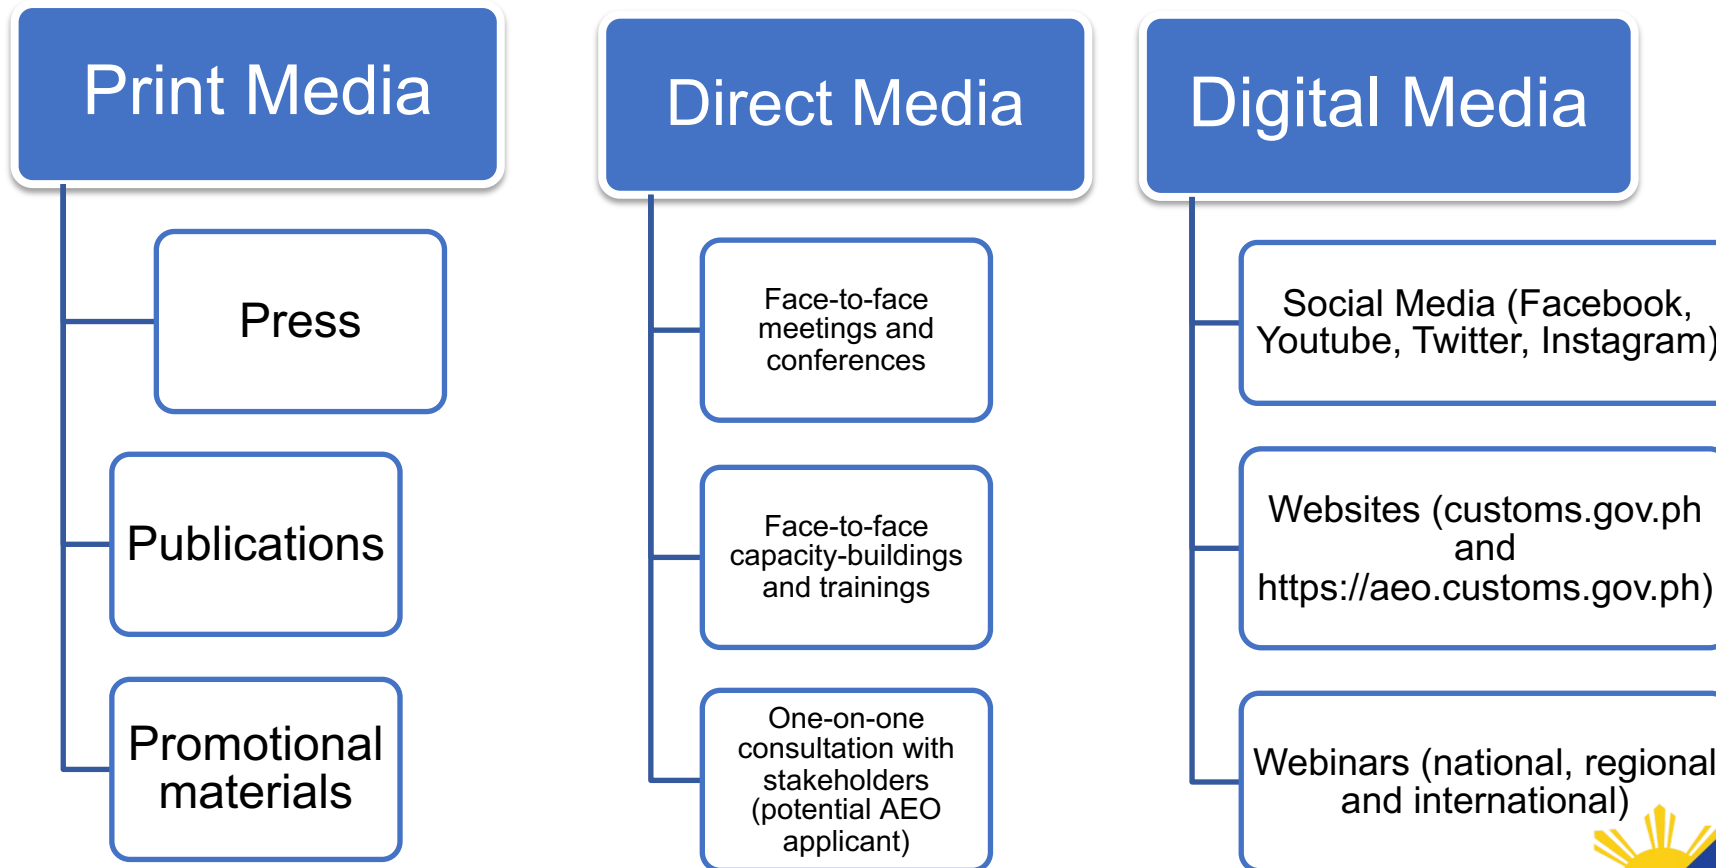 Print Media
Press
Publications
Promotional
materials
Direct Media
Face-to-face
meetings and
conferences
Face-to-face
capacity-buildings
and trainings
One-on-one
consultation with
stakeholders
(potential AEO
applicant)
Digital Media
Social Media (Facebook,
Youtube, Twitter, Instagram)
Websites (customs.gov.ph
and
https://aeo.customs.gov.ph)
Webinars (national, regional
and international)